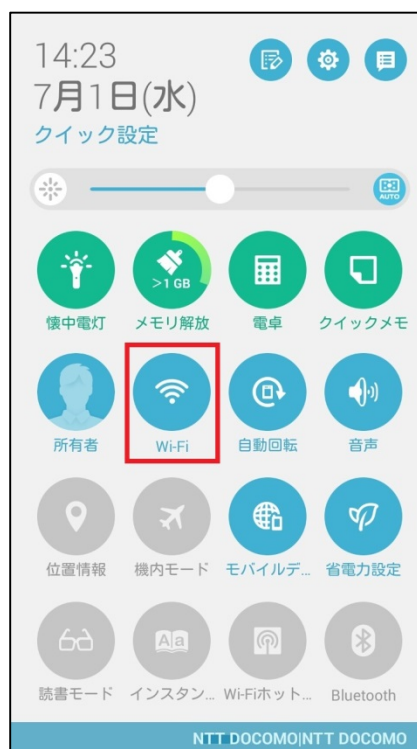 14:23
7月1日(水)
クイック設定
AUTO
>1 GB
懐中電灯 メモリ解放 電卓 クイックメモ
所有者 Wi-Fi 自動回転 音声
位置情報 機内モード モバイルデ... 省電力設定
Aa
読書モード インスタン... Wi-Fiホット... Bluetooth
NTT DOCOMO|NTT DOCOMO